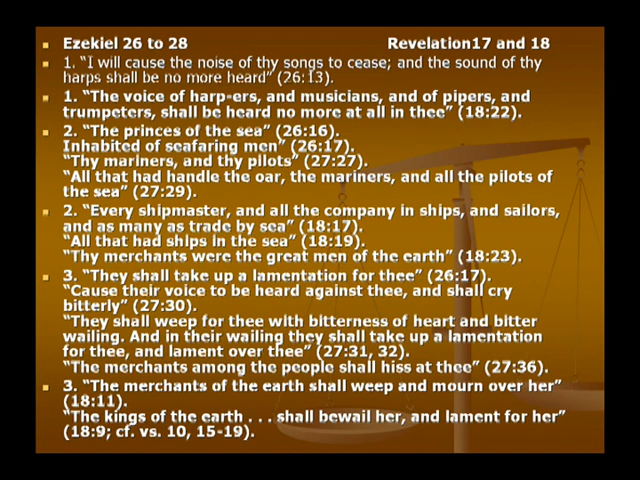 Ezekiel 26 to 28 Revelation17 and 18
1. “I will cause the noise of thy songs to cease; and the sound of thy
harps shall be no more heard” (26:13).
1. “The voice of harp-ers, and musicians, and of pipers, and
trumpeters, shall be heard no more at all in thee” (18:22).
2. “The princes of the sea” (26:16).
Inhabited of seafaring men” (26:17).
“Thy mariners, and thy pilots” (27:27).
“All that had handle the oar, the mariners, and all the pilots of
the sea” (27:29).
2. “Every shipmaster, and all the company in ships, and sailors,
and as many as trade by sea” (18:17).
“All that had ships in the sea” (18:19).
“Thy merchants were the great men of the earth” (18:23).
3. “They shall take up a lamentation for thee” (26:17).
“Cause their voice to be heard against thee, and shall cry
bitterly” (27:30).
“They shall weep for thee with bitterness of heart and bitter
wailing. And in their wailing they shall take up a lamentation
for thee, and lament over thee” (27:31, 32).
“The merchants among the people shall hiss at thee” (27:36).
3. “The merchants of the earth shall weep and mourn over her”
(18:11).
“The kings of the earth . . . shall bewail her, and lament for her”
(18:9; cf. vs. 10, 15-19).